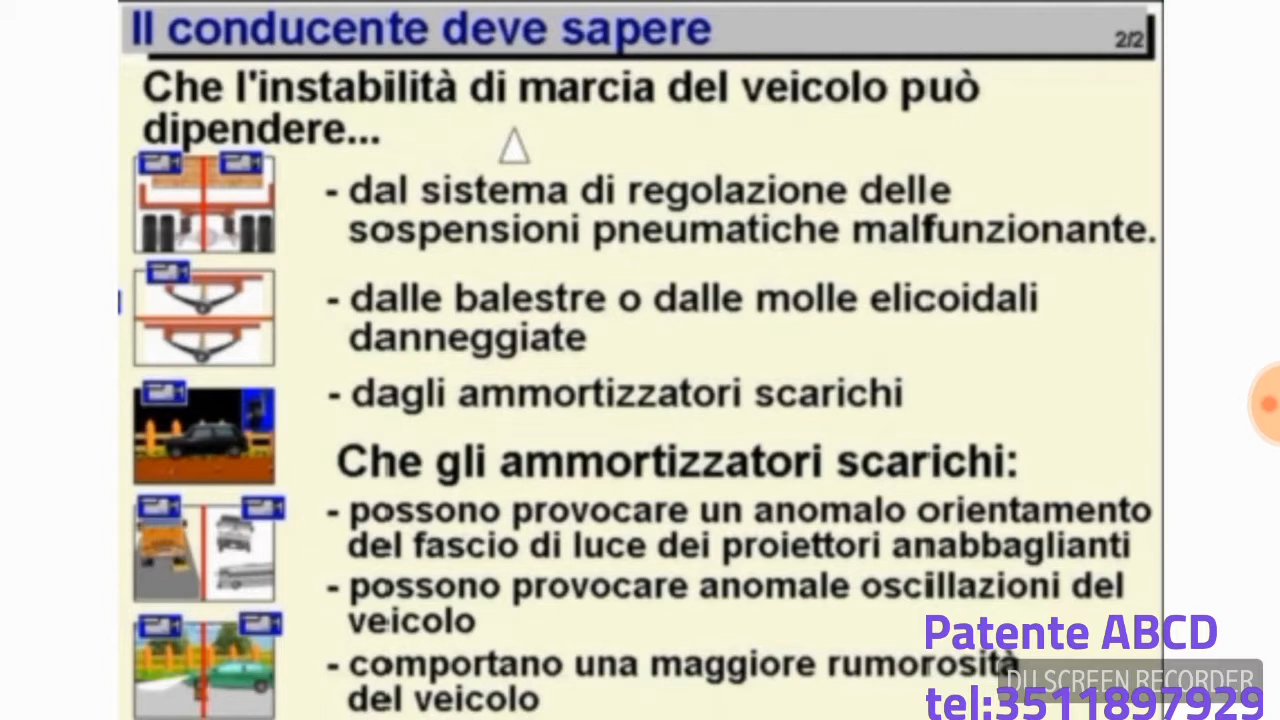 Il conducente deve sapere
2/2
Che l'instabilità di marcia del veicolo può
dipendere...
- dal sistema di regolazione delle
sospensioni pneumatiche malfunzionante.
- dalle balestre o dalle molle elicoidali
danneggiate
- dagli ammortizzatori scarichi
Che gli ammortizzatori scarichi:
- possono provocare un anomalo orientamento
del fascio di luce dei proiettori anabbaglianti
- possono provocare anomale oscillazioni del
veicolo
- comportano una maggiore rumorosità
del veicolo
Patente ABCD
DU SCREEN RECORDER
tel:3511897929